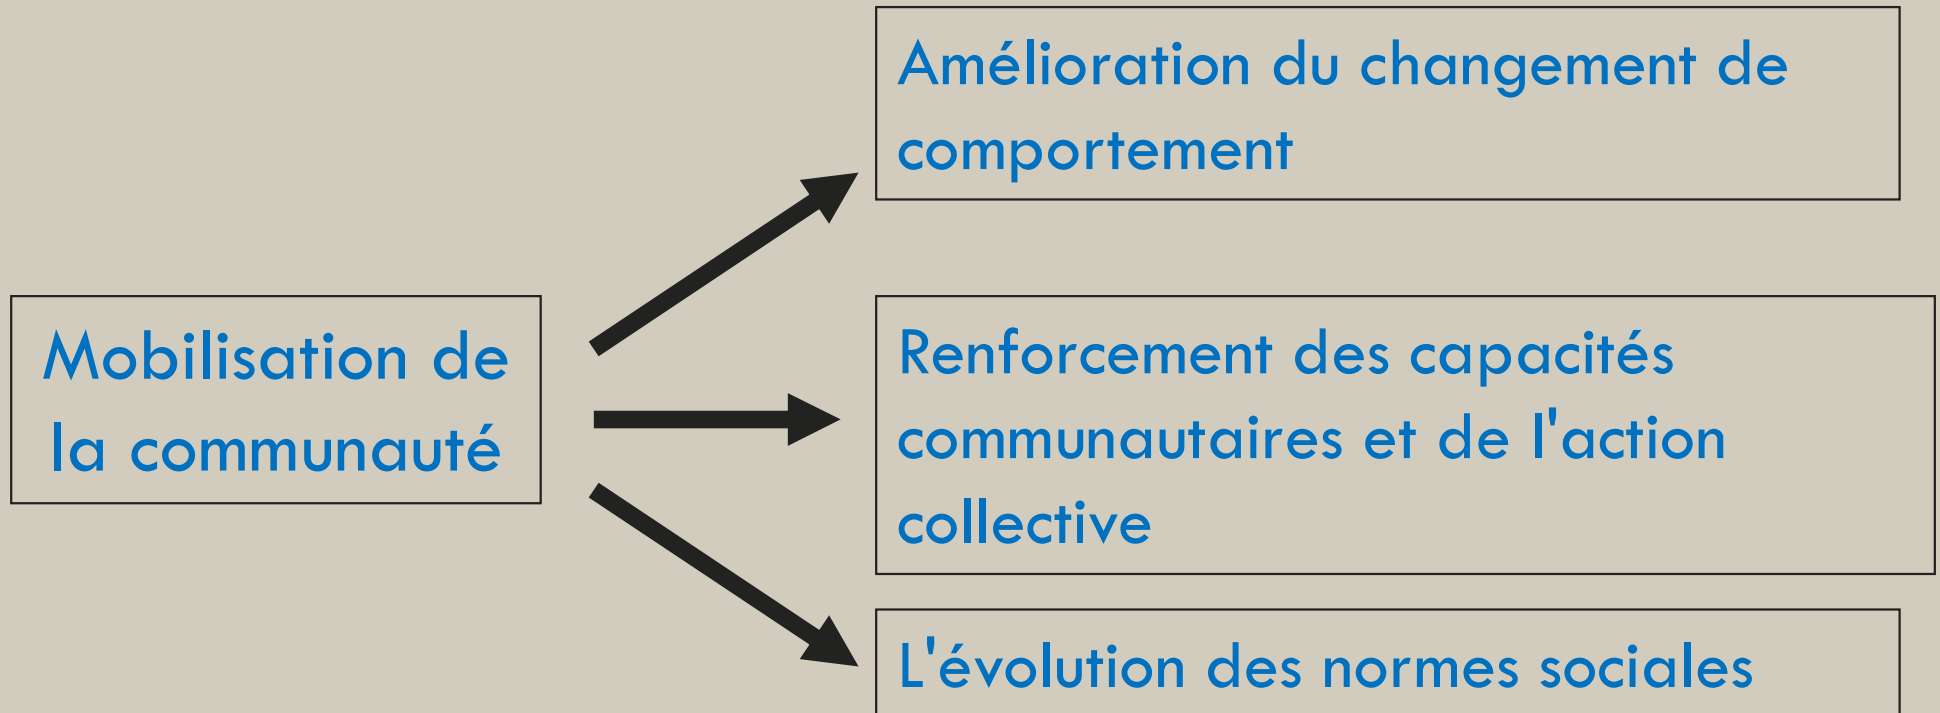 Amélioration du changement de
comportement
Mobilisation de
la communauté
Renforcement des capacités
communautaires et de l'action
collective
L'évolution des normes sociales